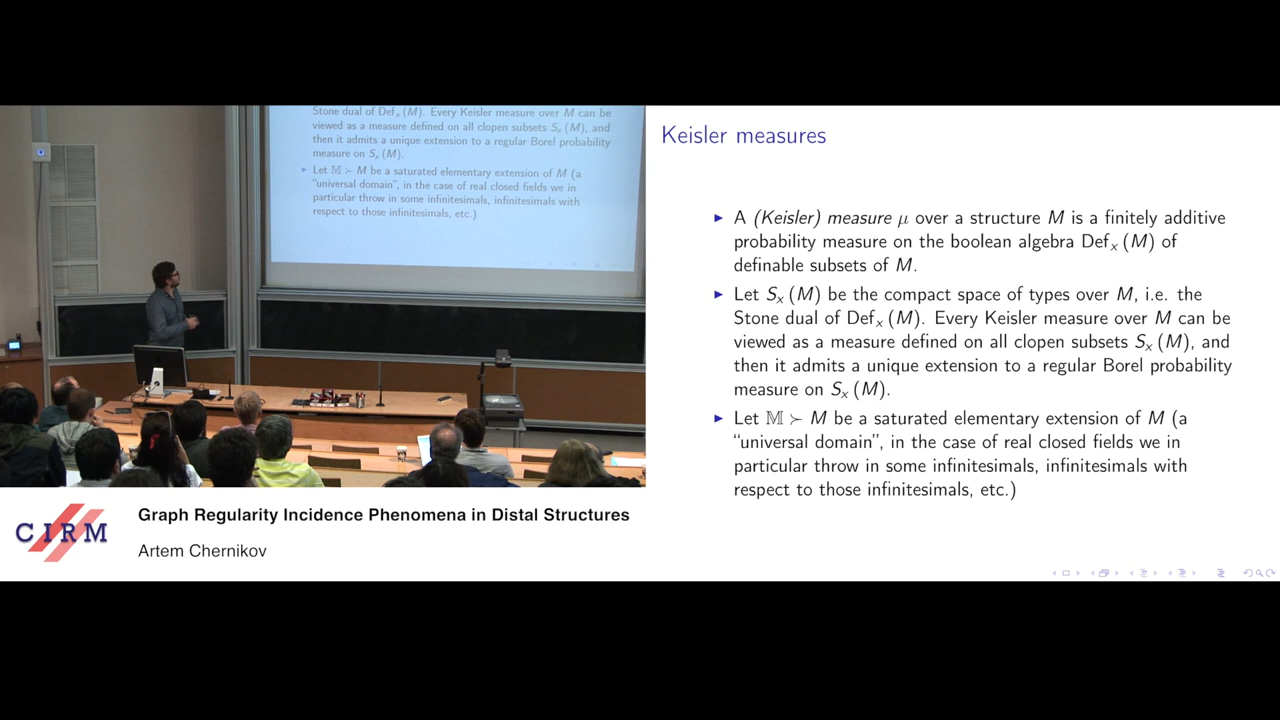 Stone dual of Defₓ (M). Every Keisler measure over M can be
viewed as a measure defined on all clopen subsets Sₓ (M), and
then it admits a unique extension to a regular Borel probability
measure on Sₓ (M).
▶ Let 𝕄 ≻ M be a saturated elementary extension of M (a
"universal domain", in the case of real closed fields we in
particular throw in some infinitesimals, infinitesimals with
respect to those infinitesimals, etc.)
Keisler measures
▶ A (Keisler) measure μ over a structure M is a finitely additive
probability measure on the boolean algebra Defₓ (M) of
definable subsets of M.
▶ Let Sₓ (M) be the compact space of types over M, i.e. the
Stone dual of Defₓ (M). Every Keisler measure over M can be
viewed as a measure defined on all clopen subsets Sₓ (M), and
then it admits a unique extension to a regular Borel probability
measure on Sₓ (M).
▶ Let 𝕄 ≻ M be a saturated elementary extension of M (a
“universal domain”, in the case of real closed fields we in
particular throw in some infinitesimals, infinitesimals with
respect to those infinitesimals, etc.)
CIRM
Graph Regularity Incidence Phenomena in Distal Structures
Artem Chernikov